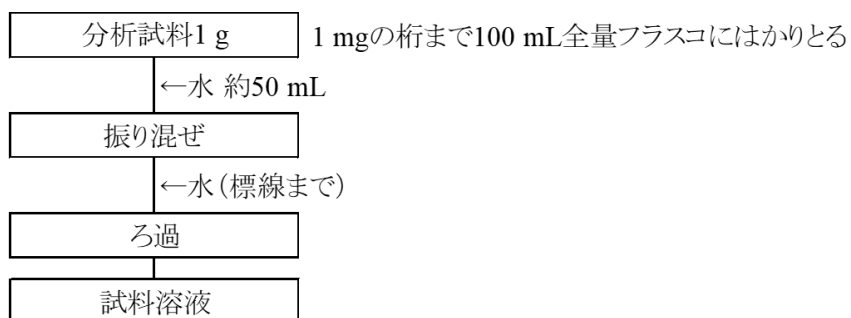 分析試料1 g 1 mgの桁まで100 mL全量フラスコにはかりとる
←水 約50 mL
振り混ぜ
←水(標線まで)
ろ過
試料溶液